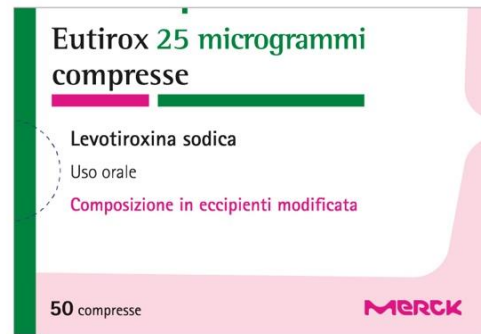 Eutirox 25 microgrammi
compresse
Levotiroxina sodica
Uso orale
Composizione in eccipienti modificata
50 compresse
MERCK